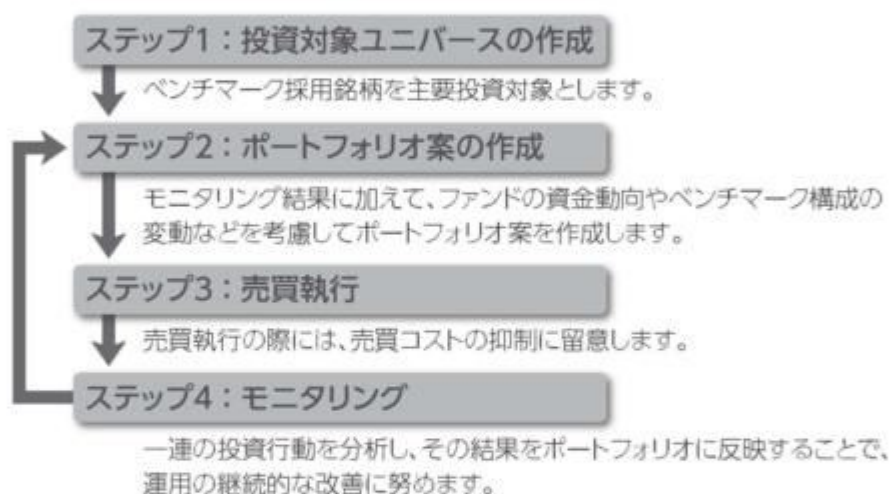 ステップ1：投資対象ユニバースの作成
ベンチマーク採用銘柄を主要投資対象とします。
ステップ2：ポートフォリオ案の作成
モニタリング結果に加えて、ファンドの資金動向やベンチマーク構成の
変動などを考慮してポートフォリオ案を作成します。
ステップ3：売買執行
売買執行の際には、売買コストの抑制に留意します。
ステップ4：モニタリング
一連の投資行動を分析し、その結果をポートフォリオに反映することで、
運用の継続的な改善に努めます。